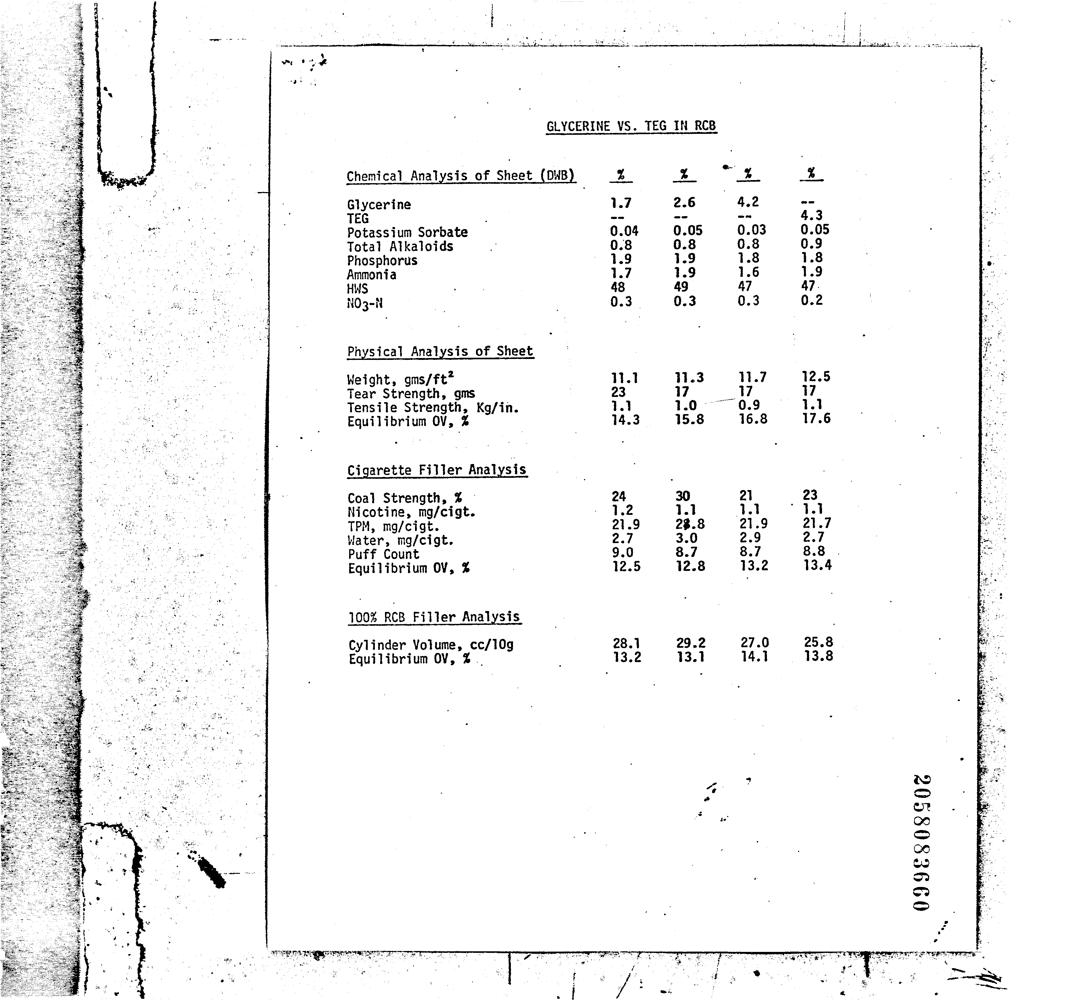 GLYCERINE VS. TEG IN RCB
Chemical Analysis of Sheet (DWB) % % % %
Glycerine 1.7 2.6 4.2 --
TEG -- -- -- 4.3
Potassium Sorbate 0.04 0.05 0.03 0.05
Total Alkaloids 0.8 0.8 0.8 0.9
Phosphorus 1.9 1.9 1.8 1.8
Ammonia 1.7 1.9 1.6 1.9
HWS 48 49 47 47
NO3-N 0.3 0.3 0.3 0.2
Physical Analysis of Sheet
Weight, gms/ft² 11.1 11.3 11.7 12.5
Tear Strength, gms 23 17 17 17
Tensile Strength, Kg/in. 1.1 1.0 0.9 1.1
Equilibrium OV, % 14.3 15.8 16.8 17.6
Cigarette Filler Analysis
Coal Strength, % 24 30 21 23
Nicotine, mg/cigt. 1.2 1.1 1.1 1.1
TPM, mg/cigt. 21.9 21.9 21.7
Water, mg/cigt. 2.7 3.0 2.9 2.7
Puff Count 9.0 8.7 8.7 8.8
Equilibrium OV, % 12.5 12.8 13.2 13.4
100% RCB Filler Analysis
Cylinder Volume, cc/10g 28.1 29.2 27.0 25.8
Equilibrium OV, % 13.2 13.1 14.1 13.8
2058083660